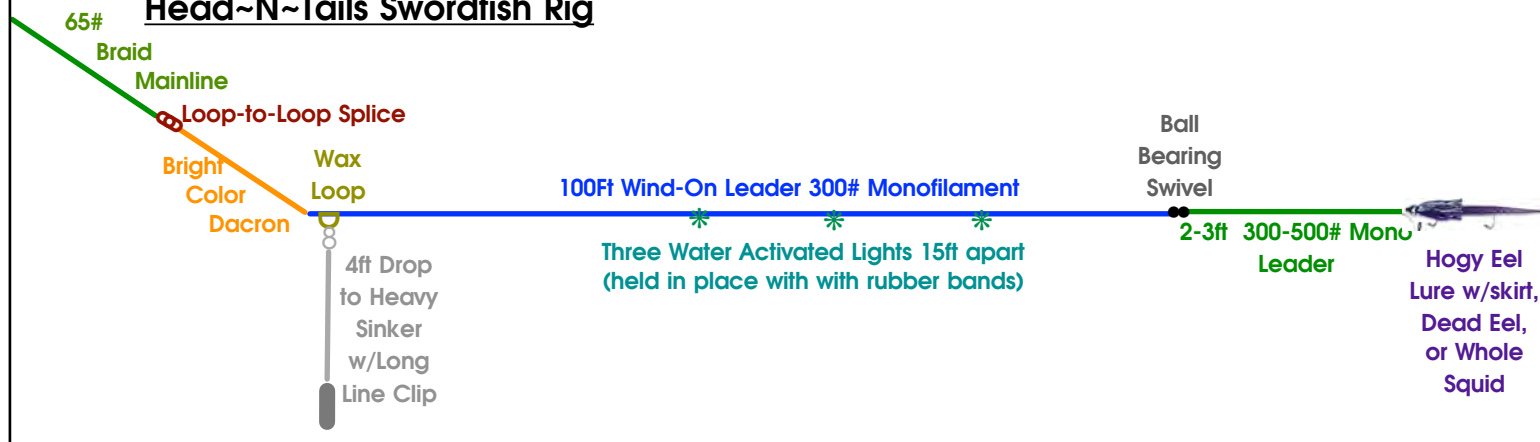 Head~N~Tails Swordfish Rig
65#
Braid
Mainline
Loop-to-Loop Splice
Bright
Color
Dacron
Wax
Loop
4ft Drop
to Heavy
Sinker
w/Long
Line Clip
100Ft Wind-On Leader 300# Monofilament
Three Water Activated Lights 15ft apart
(held in place with with rubber bands)
Ball
Bearing
Swivel
2-3ft 300-500# Mono
Leader
Hogy Eel
Lure w/skirt,
Dead Eel,
or Whole
Squid